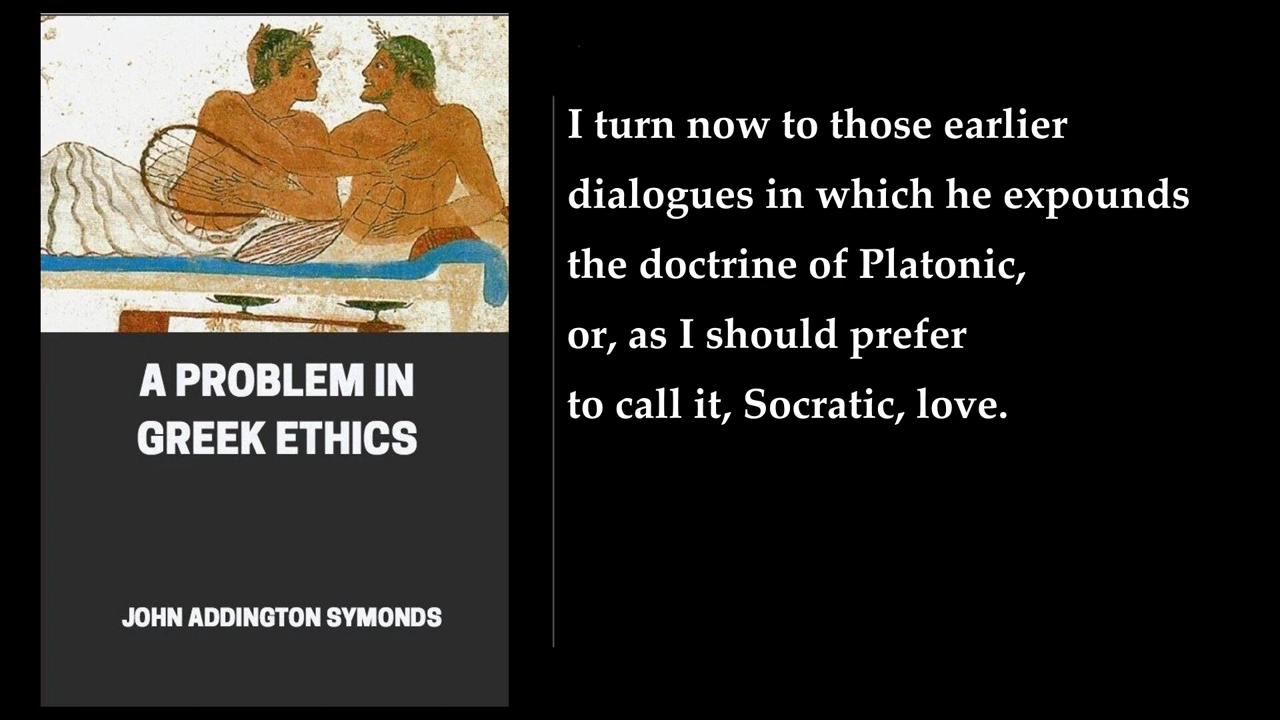 A PROBLEM IN
GREEK ETHICS
JOHN ADDINGTON SYMONDS
I turn now to those earlier
dialogues in which he expounds
the doctrine of Platonic,
or, as I should prefer
to call it, Socratic, love.